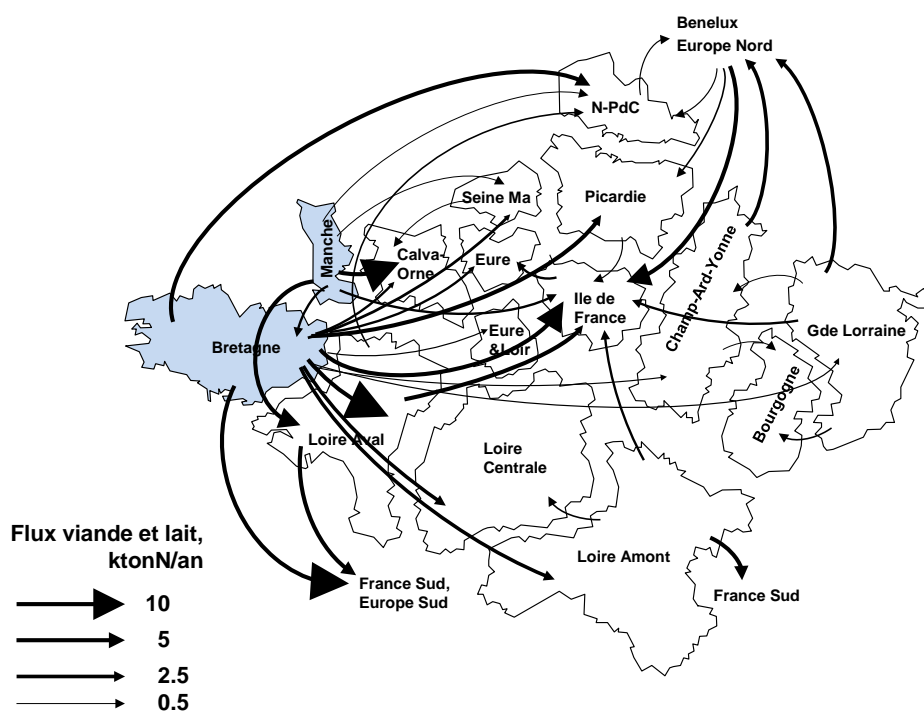 Benelux
Europe Nord
N-PdC
Seine Ma
Picardie
Manche
Calva-
Orne
Eure
Champ-Ard-Yonne
Ile de
France
Eure
&Loir
Gde Lorraine
Bretagne
Bourgogne
Loire Aval
Loire
Centrale
Loire Amont
France Sud,
Europe Sud
France Sud
Flux viande et lait,
ktonN/an
10
5
2.5
0.5